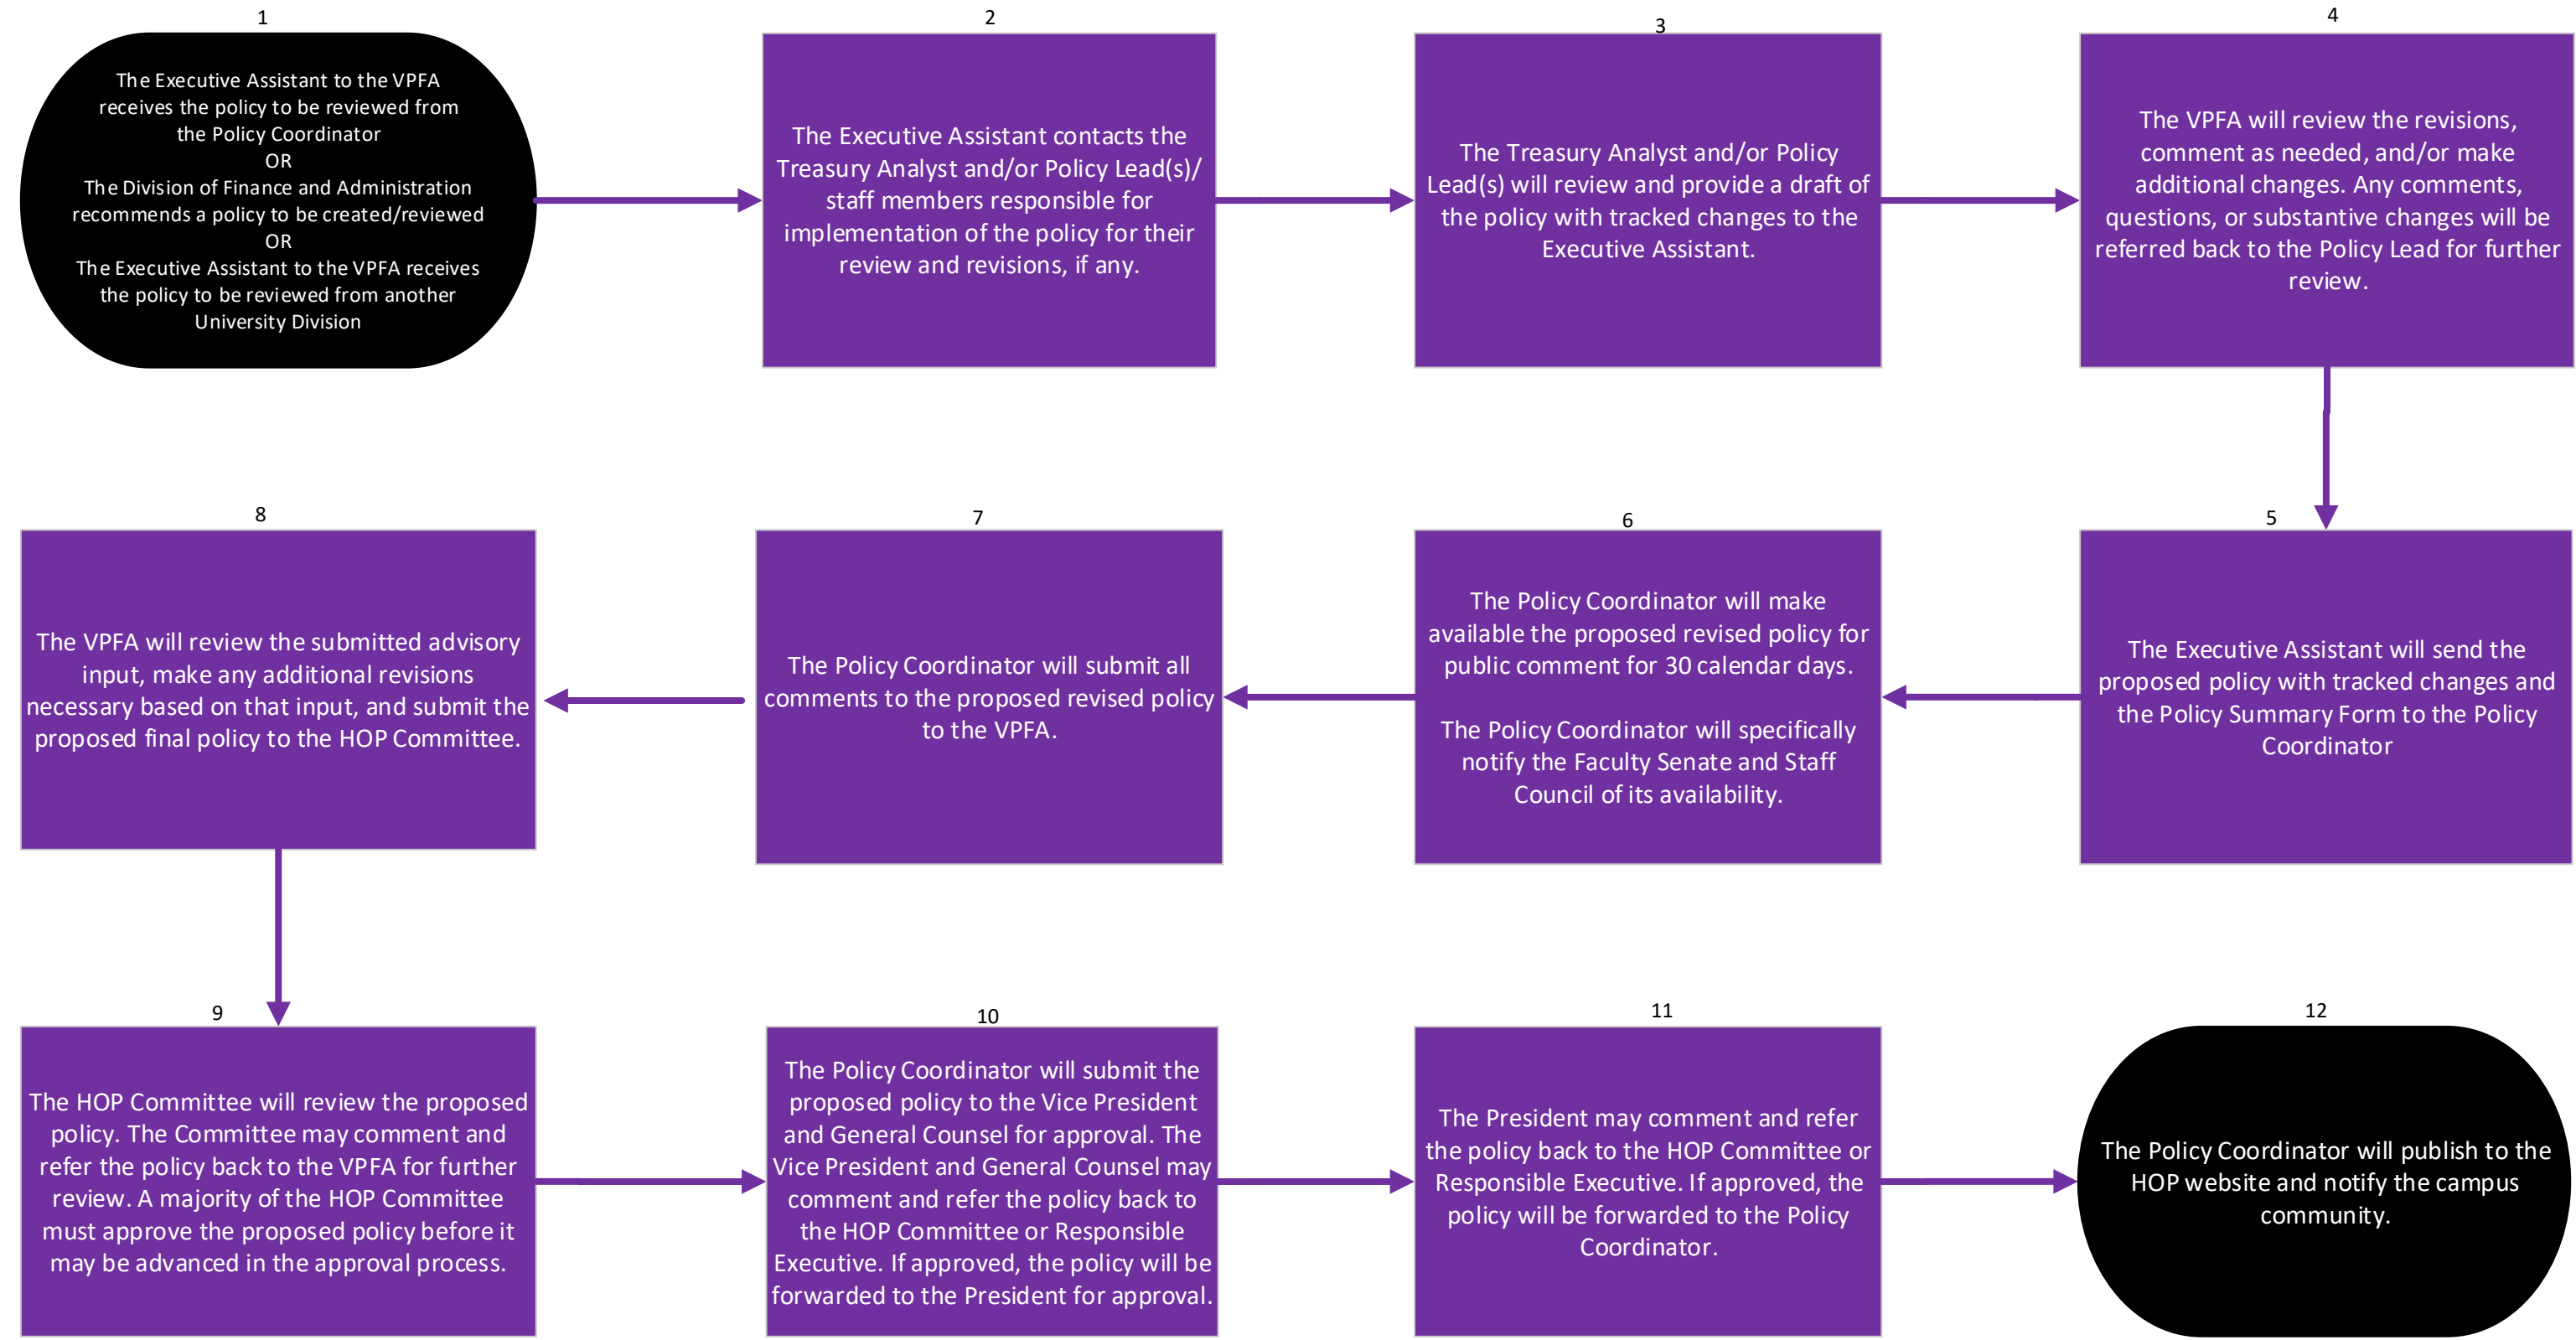 1
The Executive Assistant to the VPFA
receives the policy to be reviewed from
the Policy Coordinator
OR
The Division of Finance and Administration
recommends a policy to be created/reviewed
OR
The Executive Assistant to the VPFA receives
the policy to be reviewed from another
University Division
2
The Executive Assistant contacts the
Treasury Analyst and/or Policy Lead(s)/
staff members responsible for
implementation of the policy for their
review and revisions, if any.
3
The Treasury Analyst and/or Policy
Lead(s) will review and provide a draft of
the policy with tracked changes to the
Executive Assistant.
4
The VPFA will review the revisions,
comment as needed, and/or make
additional changes. Any comments,
questions, or substantive changes will be
referred back to the Policy Lead for further
review.
5
The Executive Assistant will send the
proposed policy with tracked changes and
the Policy Summary Form to the Policy
Coordinator
6
The Policy Coordinator will make
available the proposed revised policy for
public comment for 30 calendar days.
The Policy Coordinator will specifically
notify the Faculty Senate and Staff
Council of its availability.
7
The Policy Coordinator will submit all
comments to the proposed revised policy
to the VPFA.
8
The VPFA will review the submitted advisory
input, make any additional revisions
necessary based on that input, and submit the
proposed final policy to the HOP Committee.
9
The HOP Committee will review the proposed
policy. The Committee may comment and
refer the policy back to the VPFA for further
review. A majority of the HOP Committee
must approve the proposed policy before it
may be advanced in the approval process.
10
The Policy Coordinator will submit the
proposed policy to the Vice President
and General Counsel for approval. The
Vice President and General Counsel may
comment and refer the policy back to
the HOP Committee or Responsible
Executive. If approved, the policy will be
forwarded to the President for approval.
11
The President may comment and refer
the policy back to the HOP Committee or
Responsible Executive. If approved, the
policy will be forwarded to the Policy
Coordinator.
12
The Policy Coordinator will publish to the
HOP website and notify the campus
community.